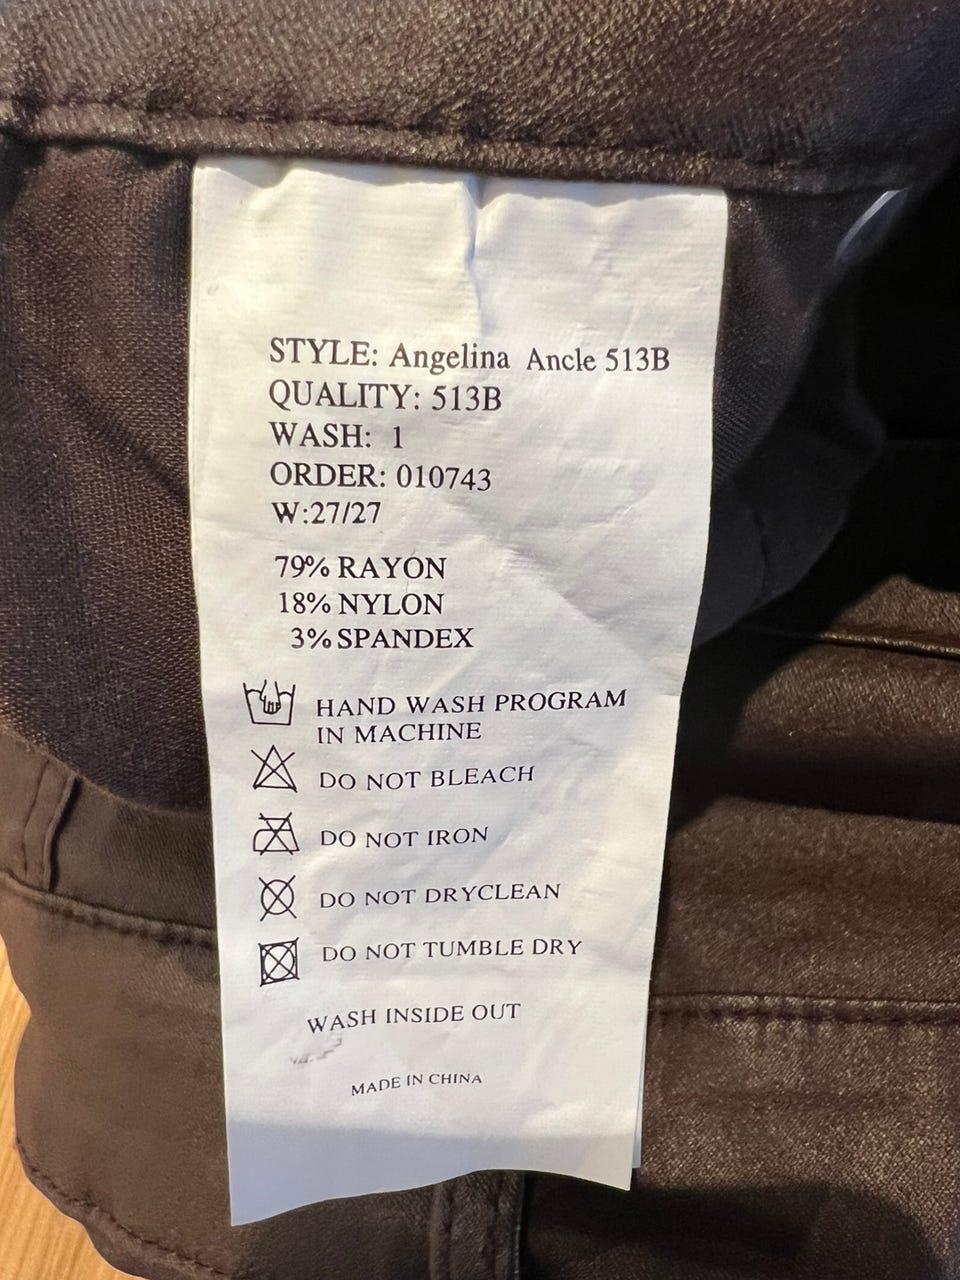 STYLE: Angelina Ancle 513B
QUALITY: 513B
WASH: 1
ORDER: 010743
W:27/27
79% RAYON
18% NYLON
3% SPANDEX
HAND WASH PROGRAM
IN MACHINE
DO NOT BLEACH
DO NOT IRON
DO NOT DRYCLEAN
DO NOT TUMBLE DRY
WASH INSIDE OUT
MADE IN CHINA